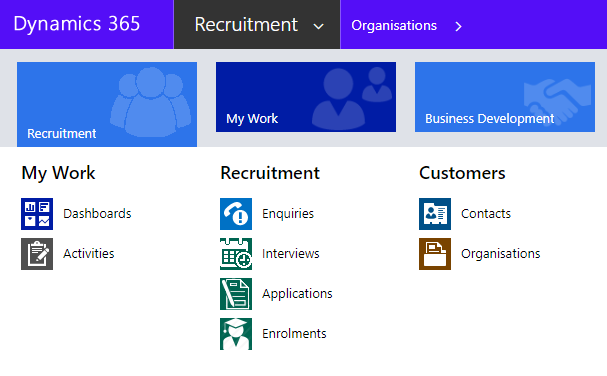 Dynamics 365 Recruitment Organisations
Recruitment My Work Business Development
My Work Recruitment Customers
Dashboards Enquiries Contacts
Activities Interviews Organisations
Applications
Enrolments